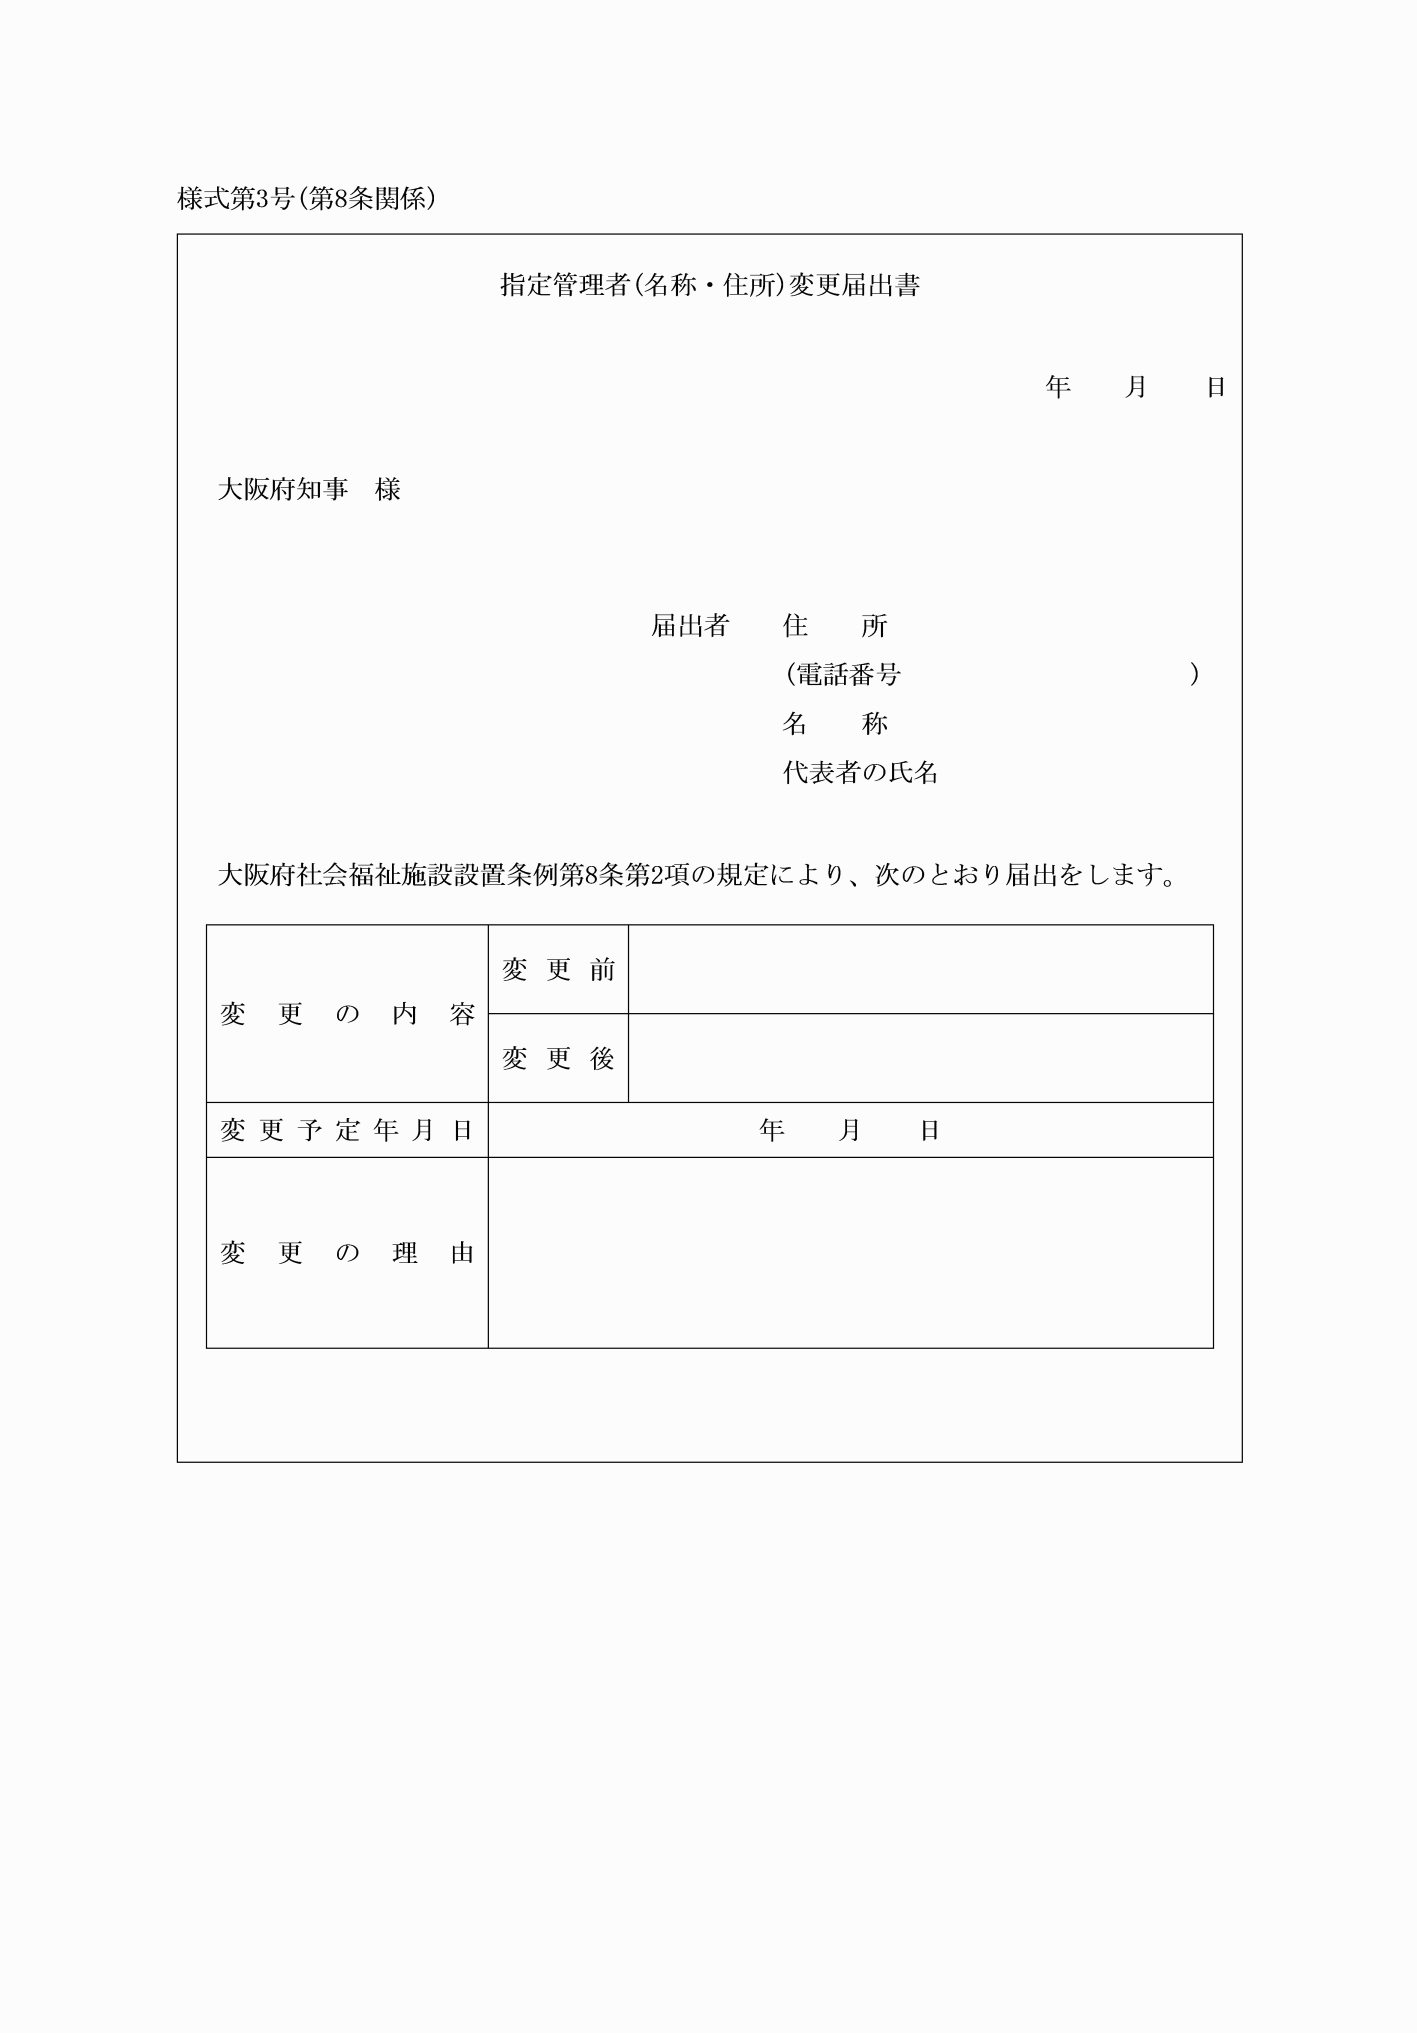 様式第3号(第8条関係)
指定管理者(名称・住所)変更届出書
年　　月　　日
大阪府知事　様
届出者　　住　　所
(電話番号　　　　　　　　　　　)
名　　称
代表者の氏名
大阪府社会福祉施設設置条例第8条第2項の規定により、次のとおり届出をします。
変更の内容
変更前
変更後
変更予定年月日
年　　月　　日
変更の理由